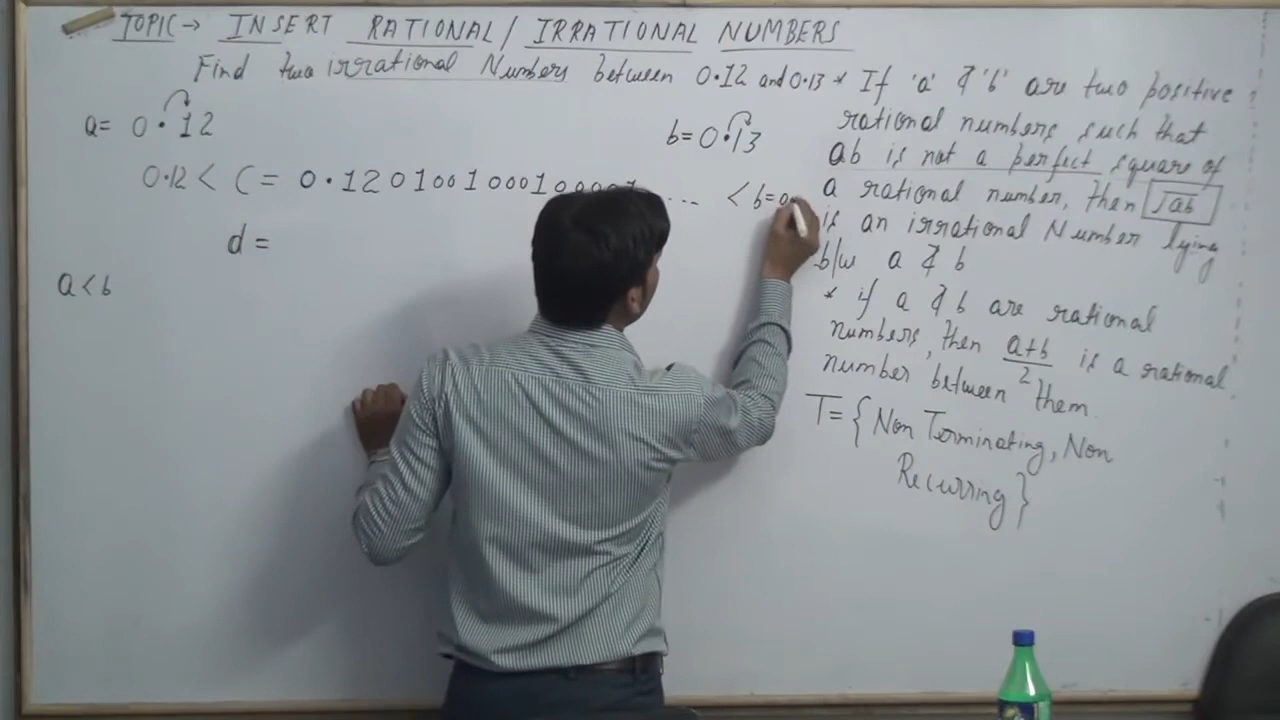 TOPIC → INSERT RATIONAL / IRRATIONAL NUMBERS
Find two irrational Numbers between 0.12 and 0.13
a = 0.12
b = 0.13
0.12 < C = 0.1201001000100001 ... < b = 0.
d =
a < b
* If 'a' & 'b' are two positive
rational numbers such that
ab is not a perfect square of
a rational number, then √ab
is an irrational Number lying
b/w a & b
* if a & b are rational
numbers, then a+b/2 is a rational
number between them.
T = { Non Terminating, Non
Recurring }